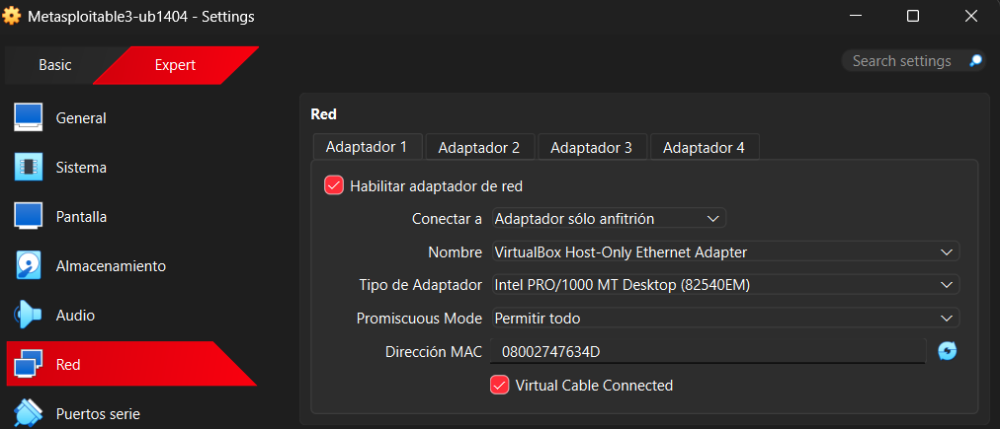 Metasploitable3-ub1404 - Settings
Basic Expert Search settings
General
Sistema
Pantalla
Almacenamiento
Audio
Red
Puertos serie
Red
Adaptador 1 Adaptador 2 Adaptador 3 Adaptador 4
Habilitar adaptador de red
Conectar a Adaptador sólo anfitrión
Nombre VirtualBox Host-Only Ethernet Adapter
Tipo de Adaptador Intel PRO/1000 MT Desktop (82540EM)
Promiscuous Mode Permitir todo
Dirección MAC 08002747634D
Virtual Cable Connected